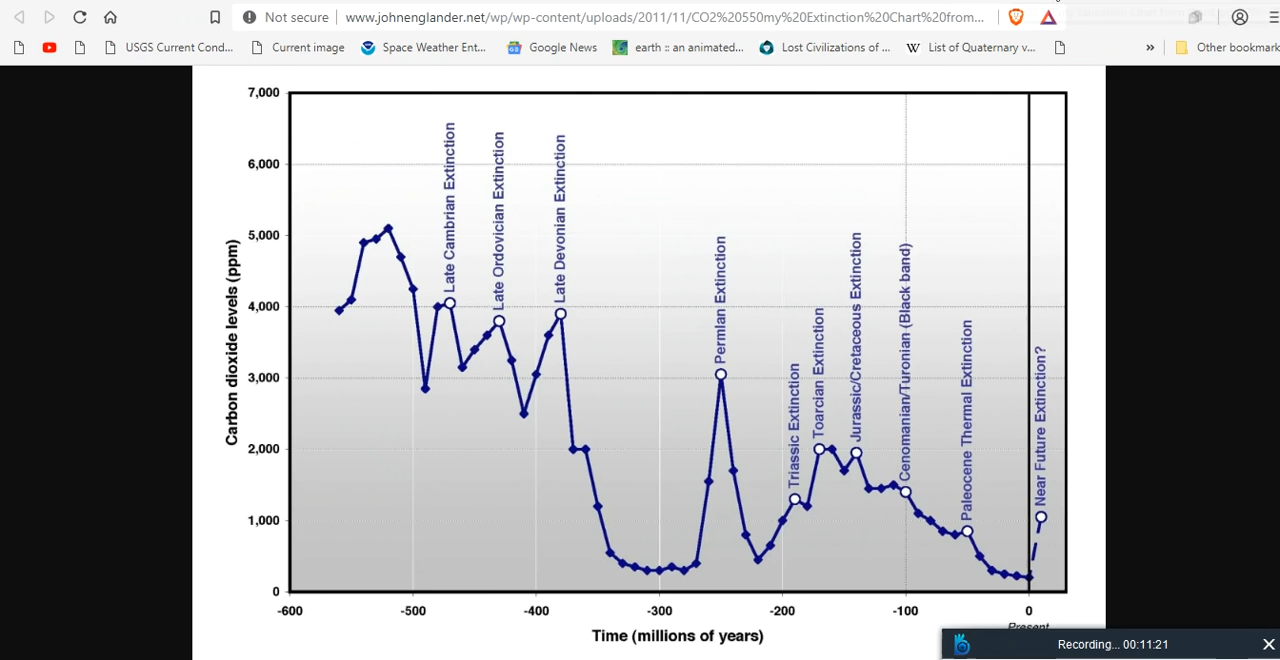 Not secure www.johnenglander.net/wp/wp-content/uploads/2011/11/CO2%20550my%20Extinction%20Chart%20from...
USGS Current Cond... Current image Space Weather Ent... Google News earth :: an animated... Lost Civilizations of ... W List of Quaternary v... » Other bookmark
7,000
6,000
5,000
4,000
3,000
2,000
1,000
0
Carbon dioxide levels (ppm)
Late Cambrian Extinction
Late Ordovician Extinction
Late Devonian Extinction
Permian Extinction
Triassic Extinction
Toarcian Extinction
Jurassic/Cretaceous Extinction
Cenomanian/Turonian (Black band)
Paleocene Thermal Extinction
Near Future Extinction?
-600 -500 -400 -300 -200 -100 0
Present
Time (millions of years)
Recording... 00:11:21